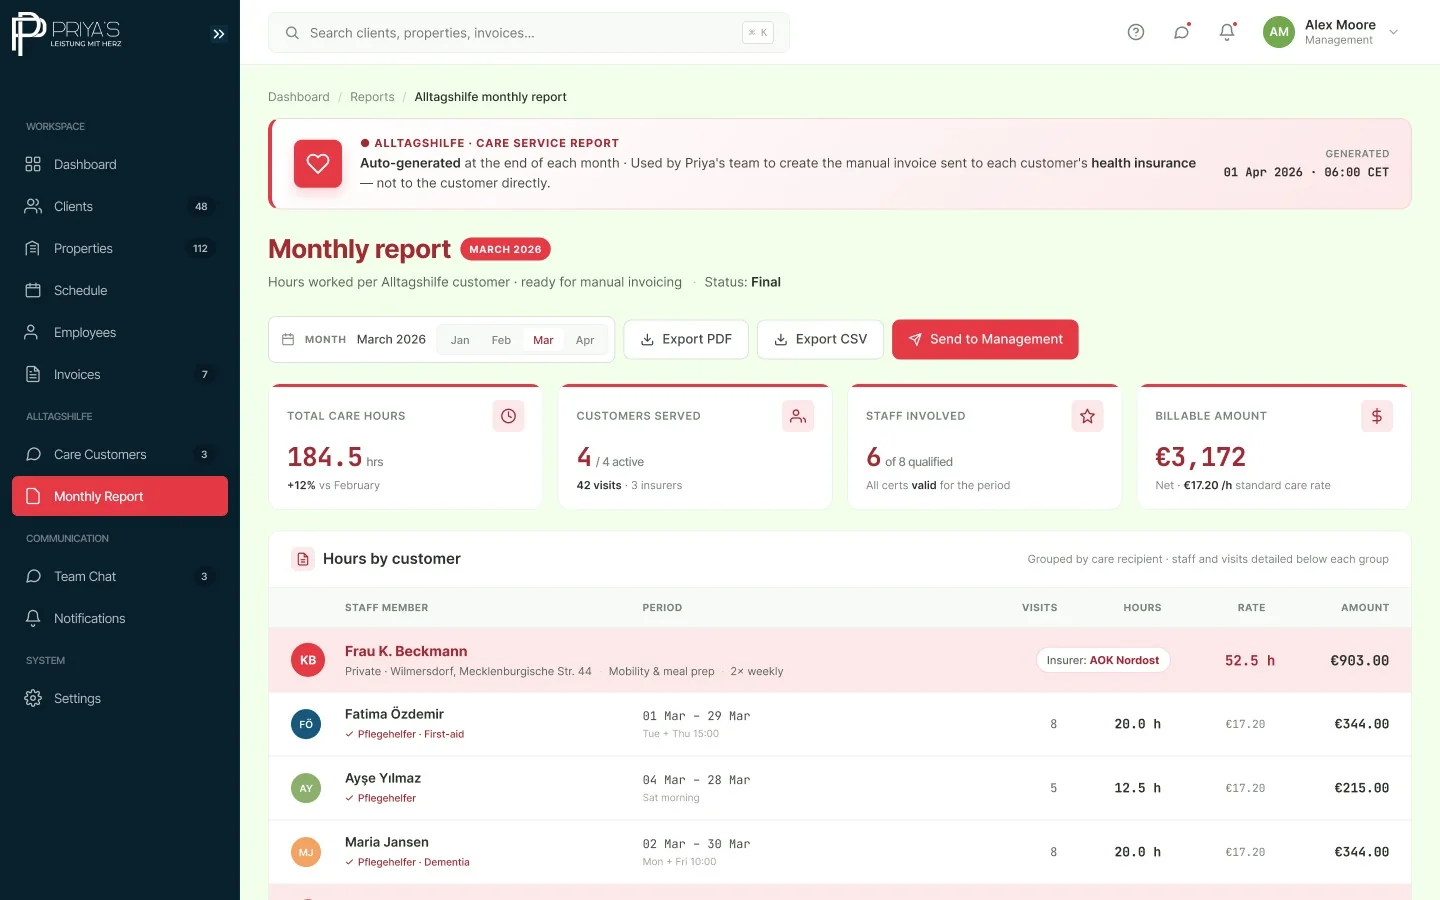 PRIYA'S
LEISTUNG MIT HERZ
Search clients, properties, invoices...
⌘ K
AM
Alex Moore
Management
WORKSPACE
Dashboard
Clients 48
Properties 112
Schedule
Employees
Invoices 7
ALLTAGSHILFE
Care Customers 3
Monthly Report
COMMUNICATION
Team Chat 3
Notifications
SYSTEM
Settings
Dashboard / Reports / Alltagshilfe monthly report
ALLTAGSHILFE · CARE SERVICE REPORT
Auto-generated at the end of each month · Used by Priya's team to create the manual invoice sent to each customer's health insurance
— not to the customer directly.
GENERATED
01 Apr 2026 · 06:00 CET
Monthly report MARCH 2026
Hours worked per Alltagshilfe customer · ready for manual invoicing · Status: Final
MONTH March 2026 Jan Feb Mar Apr
Export PDF
Export CSV
Send to Management
TOTAL CARE HOURS
184.5 hrs
+12% vs February
CUSTOMERS SERVED
4 / 4 active
42 visits · 3 insurers
STAFF INVOLVED
6 of 8 qualified
All certs valid for the period
BILLABLE AMOUNT
€3,172
Net · €17.20 /h standard care rate
Hours by customer
Grouped by care recipient · staff and visits detailed below each group
STAFF MEMBER PERIOD VISITS HOURS RATE AMOUNT
KB
Frau K. Beckmann
Private · Wilmersdorf, Mecklenburgische Str. 44 · Mobility & meal prep · 2× weekly
Insurer: AOK Nordost
52.5 h
€903.00
FÖ
Fatima Özdemir
✓ Pflegehelfer · First-aid
01 Mar – 29 Mar
Tue + Thu 15:00
8
20.0 h
€17.20
€344.00
AY
Ayşe Yılmaz
✓ Pflegehelfer
04 Mar – 28 Mar
Sat morning
5
12.5 h
€17.20
€215.00
MJ
Maria Jansen
✓ Pflegehelfer · Dementia
02 Mar – 30 Mar
Mon + Fri 10:00
8
20.0 h
€17.20
€344.00